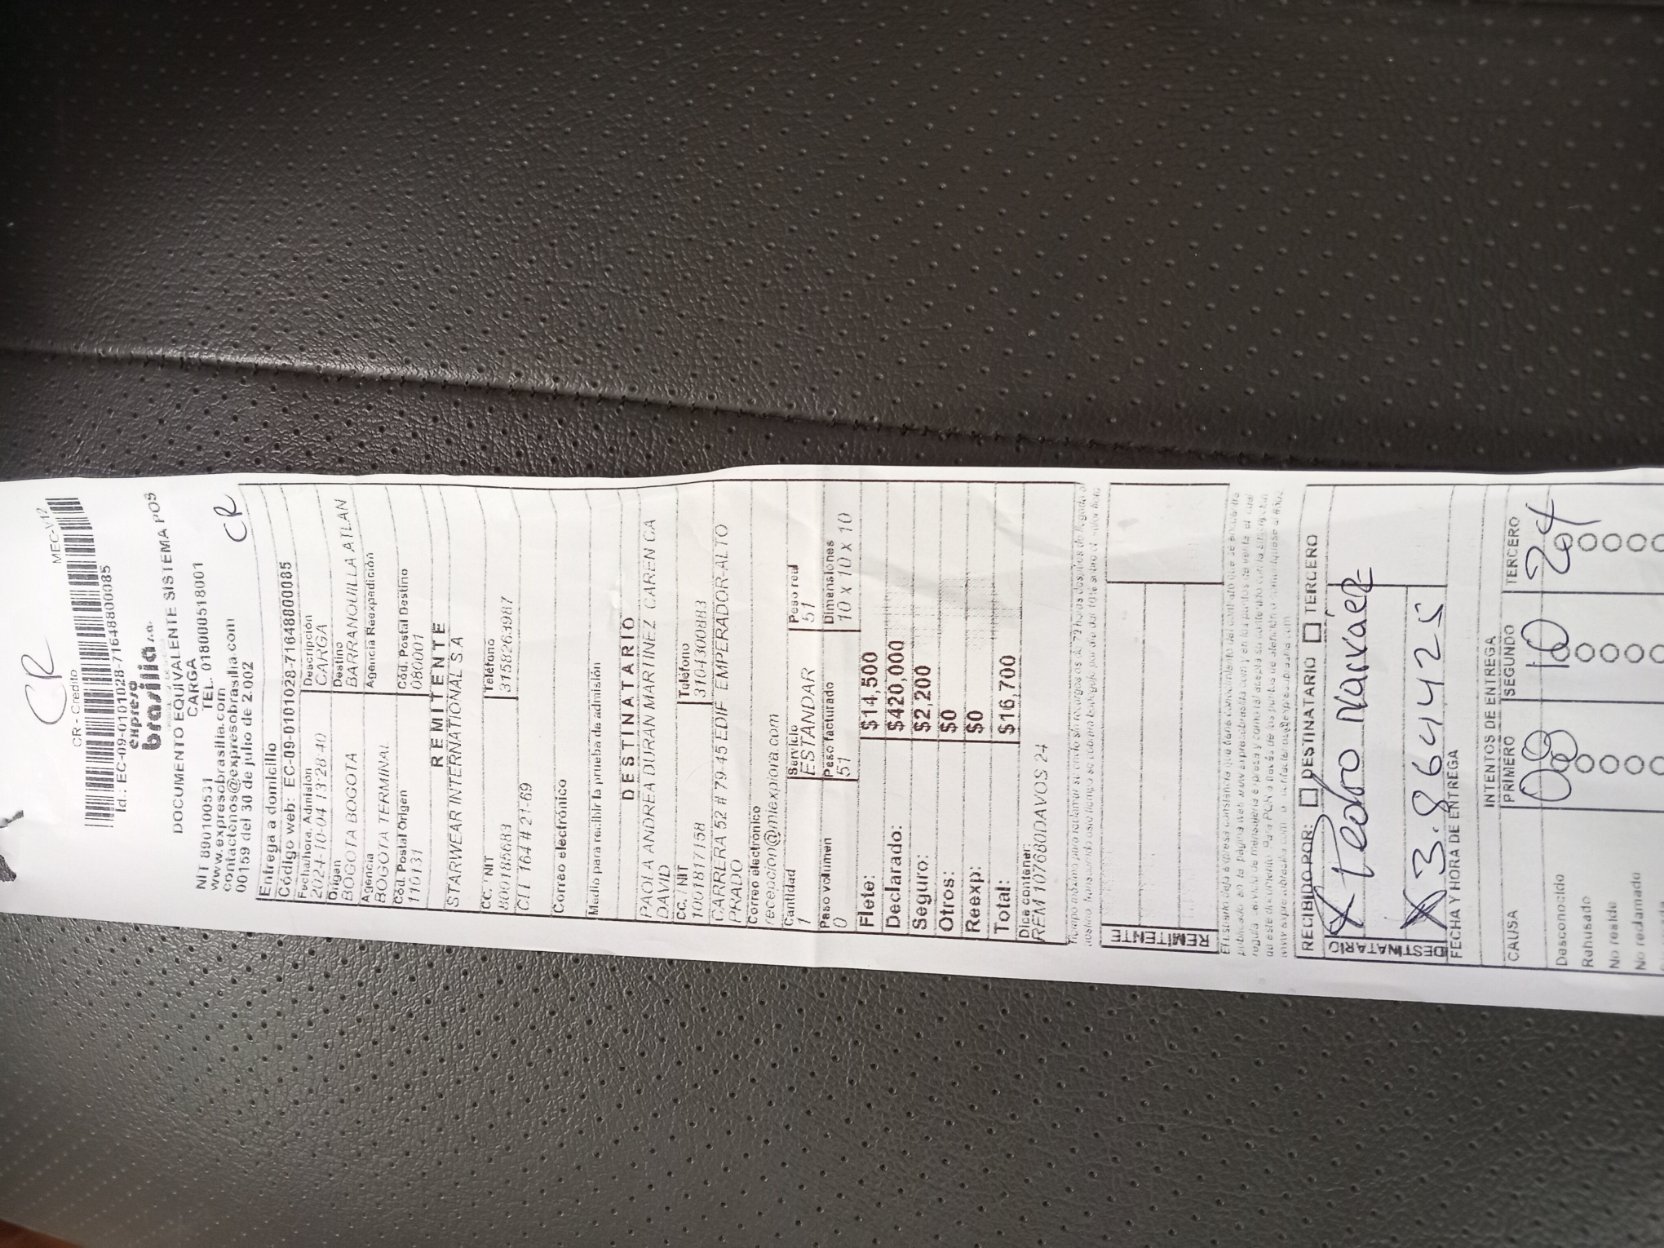 CR
CR - Credito MEC-V12
Id.: EC-09-0101028-7164880085
expreso
brasilia s.a.
DOCUMENTO EQUIVALENTE SISTEMA POS
CARGA
NIT 890100531 TEL. 018000518001
www.expresobrasilia.com
contactenos@expresobrasilia.com
00159 del 30 de julio de 2.002
CR
Entrega a domicilio
Código web: EC-09-0101028-7164880085
Fecha/hora. Admisión Descripción
2024-10-04 13:28:40 CARGA
Origen Destino
BOGOTA BOGOTA BARRANQUILLA ATLAN
Agencia Agencia Reexpedición
BOGOTA TERMINAL
Cód. Postal Origen Cód. Postal Destino
110131 080001
REMITENTE
STARWEAR INTERNATIONAL S.A
CC. / NIT Teléfono
800185683 3158263987
CLL 164 # 21-69
Correo electrónico
Medio para recibir la prueba de admisión
DESTINATARIO
PAOLA ANDREA DURAN MARTINEZ CAREN CA
DAVID
CC. / NIT Teléfono
1001817158 3104300883
CARRERA 52 # 79-45 EDIF EMPERADOR-ALTO
PRADO
Correo electrónico
recepcion@miexpora.com
Cantidad Servicio Peso real
1 ESTANDAR 51
Peso volumen Peso facturado Dimensiones
0 51 10 x 10 x 10
Flete: $14,500
Declarado: $420,000
Seguro: $2,200
Otros: $0
Reexp: $0
Total: $16,700
Dice contener:
REM 107680DAVOS 24
REMITENTE
RECIBIDO POR: DESTINATARIO TERCERO
X Pedro Narváez
X 3.864425
DESTINATARIO
FECHA Y HORA DE ENTREGA
INTENTOS DE ENTREGA
CAUSA PRIMERO SEGUNDO TERCERO
08 10 204
Desconocido
Rehusado
No reside
No reclamado